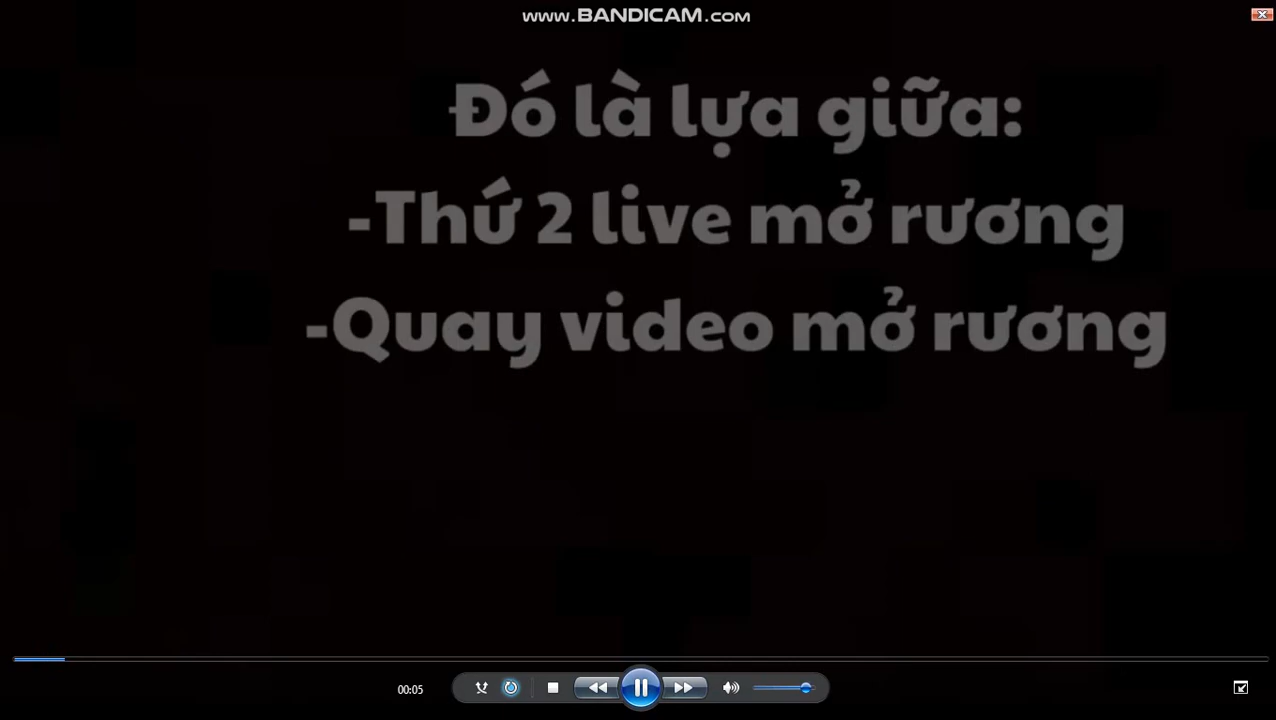 www.BANDICAM.com
Đó là lựa giữa:
-Thứ 2 live mở rương
-Quay video mở rương
00:05